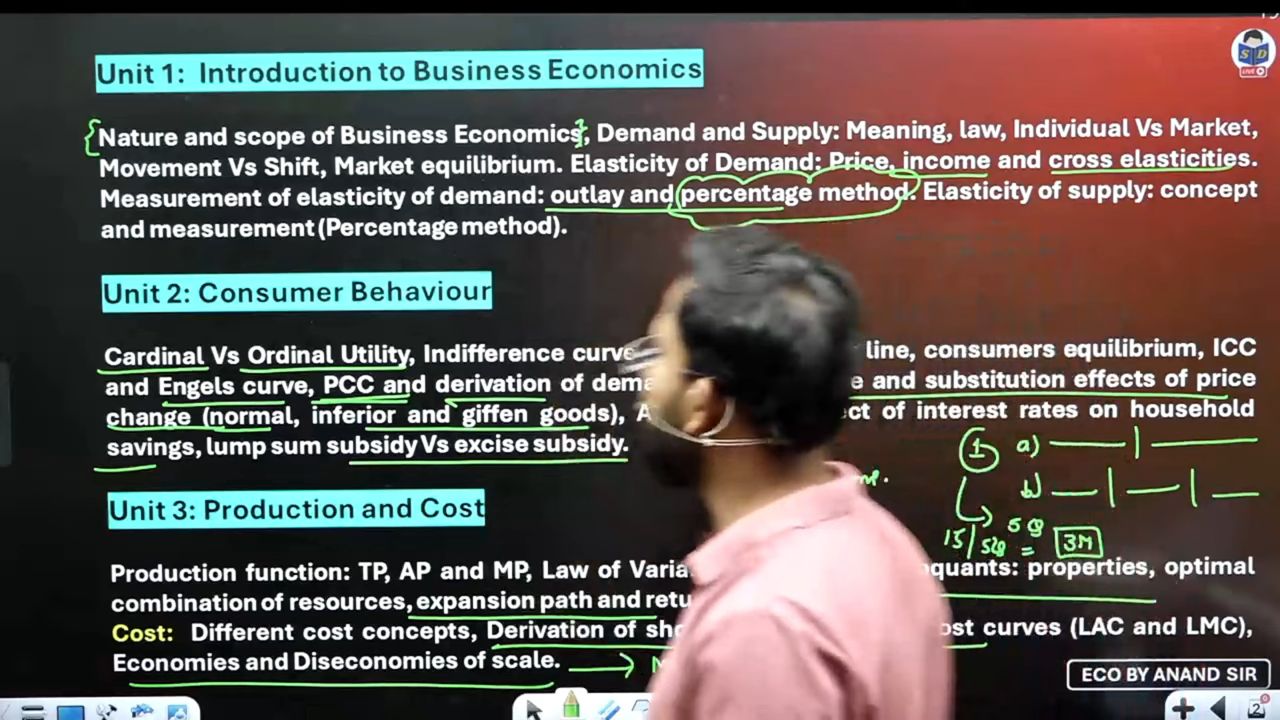 Unit 1: Introduction to Business Economics
{Nature and scope of Business Economics}, Demand and Supply: Meaning, law, Individual Vs Market,
Movement Vs Shift, Market equilibrium. Elasticity of Demand: Price, income and cross elasticities.
Measurement of elasticity of demand: outlay and percentage method. Elasticity of supply: concept
and measurement (Percentage method).
Unit 2: Consumer Behaviour
Cardinal Vs Ordinal Utility, Indifference curve line, consumers equilibrium, ICC
and Engels curve, PCC and derivation of and substitution effects of price
change (normal, inferior and giffen goods), of interest rates on household
savings, lump sum subsidy Vs excise subsidy.
1 a)
b)
Unit 3: Production and Cost
15/ 5Q = 3M
Production function: TP, AP and MP, Law of properties, optimal
combination of resources, expansion path and
Cost: Different cost concepts, Derivation of curves (LAC and LMC),
Economies and Diseconomies of scale.
ECO BY ANAND SIR
SD
LIVE
2